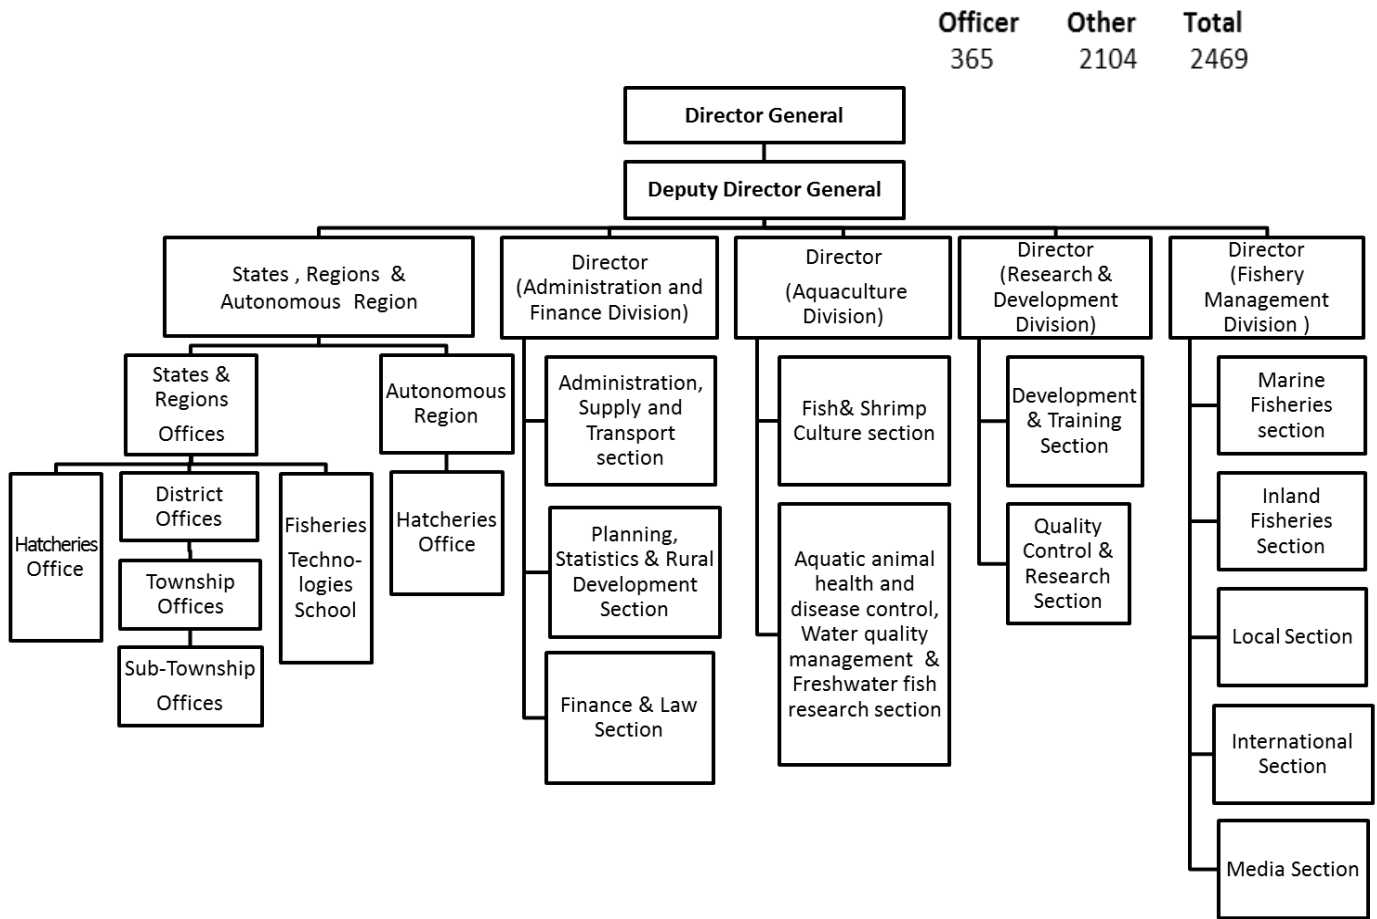 Officer Other Total
365 2104 2469
Director General
Deputy Director General
States , Regions &
Autonomous Region
Director
(Administration and
Finance Division)
Director
(Aquaculture
Division)
Director
(Research &
Development
Division)
Director
(Fishery
Management
Division )
States &
Regions
Offices
Autonomous
Region
Hatcheries
Office
District
Offices
Township
Offices
Sub-Township
Offices
Fisheries
Techno-
logies
School
Hatcheries
Office
Administration,
Supply and
Transport
section
Planning,
Statistics & Rural
Development
Section
Finance & Law
Section
Fish& Shrimp
Culture section
Aquatic animal
health and
disease control,
Water quality
management &
Freshwater fish
research section
Development
& Training
Section
Quality
Control &
Research
Section
Marine
Fisheries
section
Inland
Fisheries
Section
Local Section
International
Section
Media Section